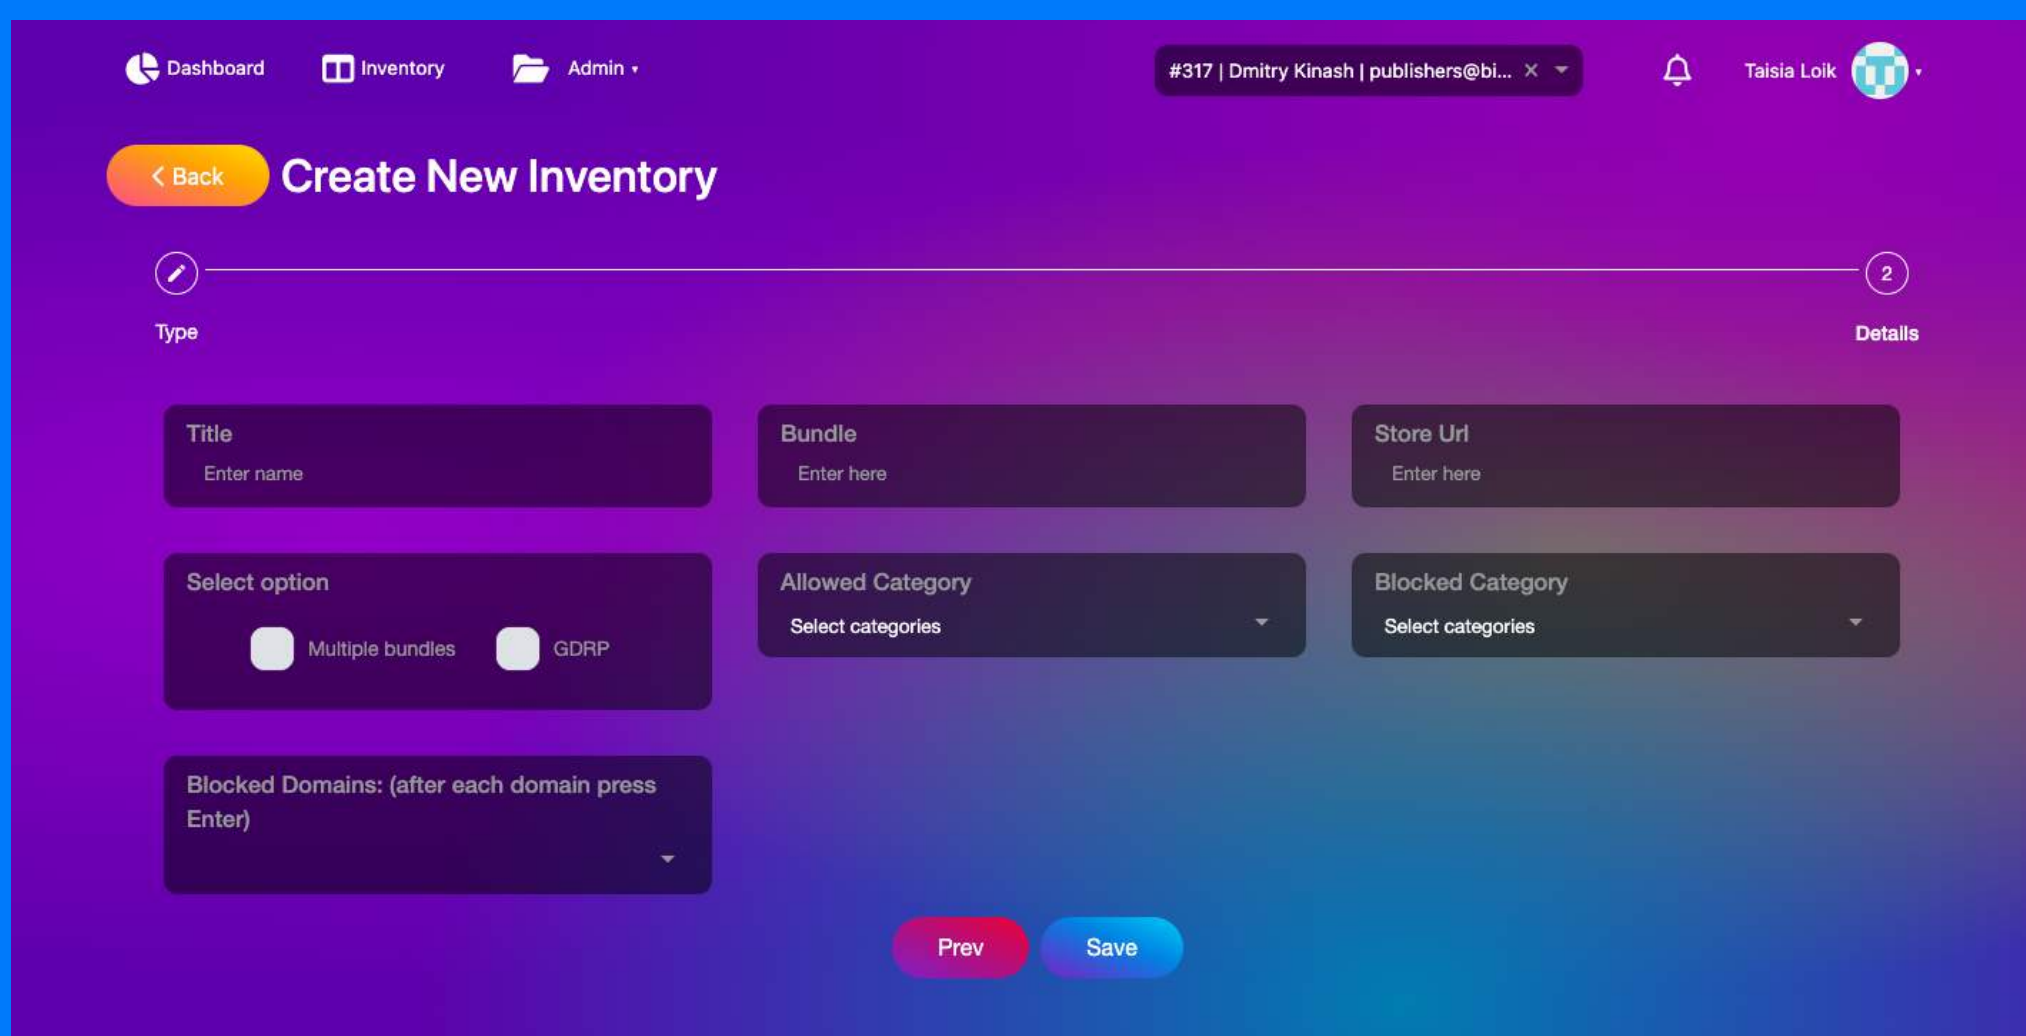 Dashboard Inventory Admin #317 | Dmitry Kinash | publishers@bi... × Taisia Loik
< Back Create New Inventory
2
Type Details
Title Bundle Store Url
Enter name Enter here Enter here
Select option Allowed Category Blocked Category
Select categories Select categories
Multiple bundles GDRP
Blocked Domains: (after each domain press
Enter)
Prev Save